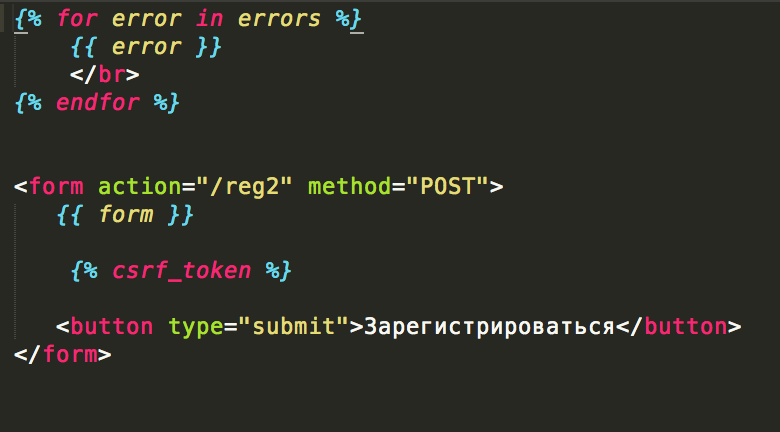 {% for error in errors %}
{{ error }}
</br>
{% endfor %}
<form action="/reg2" method="POST">
{{ form }}
{% csrf_token %}
<button type="submit">Зарегистрироваться</button>
</form>